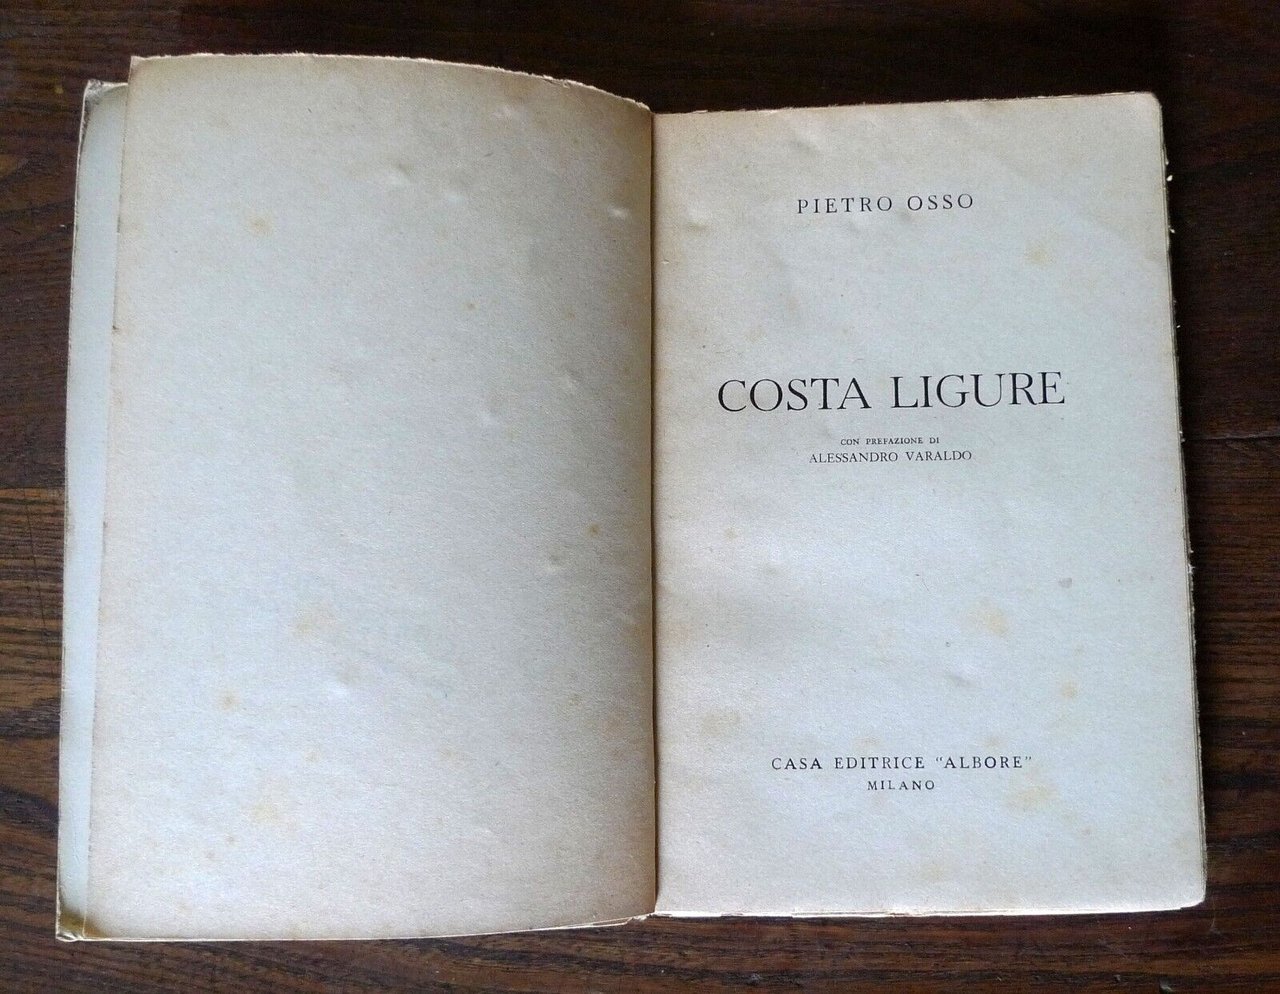 PIETRO OSSO
COSTA LIGURE
CON PREFAZIONE DI
ALESSANDRO VARALDO
CASA EDITRICE "ALBORE"
MILANO